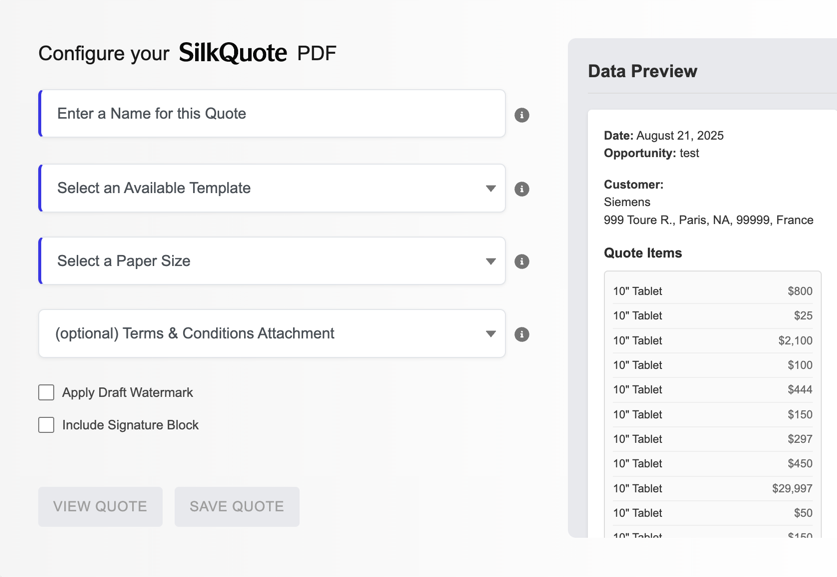 Configure your SilkQuote PDF
Enter a Name for this Quote
Select an Available Template
Select a Paper Size
(optional) Terms & Conditions Attachment
Apply Draft Watermark
Include Signature Block
VIEW QUOTE
SAVE QUOTE
Data Preview
Date: August 21, 2025
Opportunity: test
Customer:
Siemens
999 Toure R., Paris, NA, 99999, France
Quote Items
10" Tablet $800
10" Tablet $25
10" Tablet $2,100
10" Tablet $100
10" Tablet $444
10" Tablet $150
10" Tablet $297
10" Tablet $450
10" Tablet $29,997
10" Tablet $50
10" Tablet $150